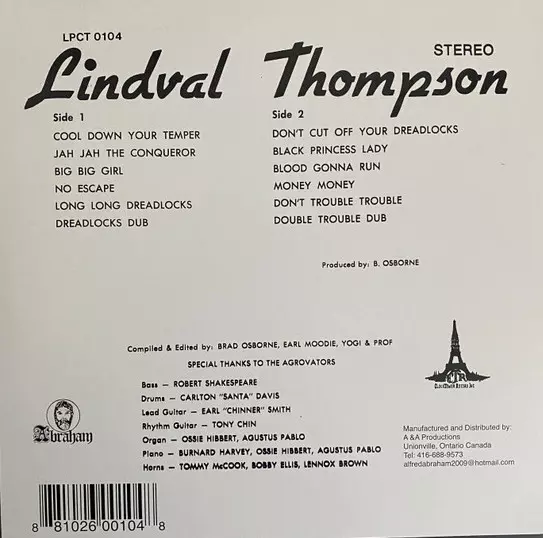 LPCT 0104
STEREO
Lindval Thompson
Side 1
COOL DOWN YOUR TEMPER
JAH JAH THE CONQUEROR
BIG BIG GIRL
NO ESCAPE
LONG LONG DREADLOCKS
DREADLOCKS DUB
Side 2
DON'T CUT OFF YOUR DREADLOCKS
BLACK PRINCESS LADY
BLOOD GONNA RUN
MONEY MONEY
DON'T TROUBLE TROUBLE
DOUBLE TROUBLE DUB
Produced by: B. OSBORNE
Compiled & Edited by: BRAD OSBORNE, EARL MOODIE, YOGI & PROF
SPECIAL THANKS TO THE AGROVATORS
Bass — ROBERT SHAKESPEARE
Drums — CARLTON "SANTA" DAVIS
Lead Guitar — EARL "CHINNER" SMITH
Rhythm Guitar — TONY CHIN
Organ — OSSIE HIBBERT, AGUSTUS PABLO
Piano — BURNARD HARVEY, OSSIE HIBBERT, AGUSTUS PABLO
Horns — TOMMY McCOOK, BOBBY ELLIS, LENNOX BROWN
Abraham
Manufactured and Distributed by:
A &A Productions
Unionville, Ontario Canada
Tel: 416-688-9573
alfredabraham2009@hotmail.com
8 81026 00104 8